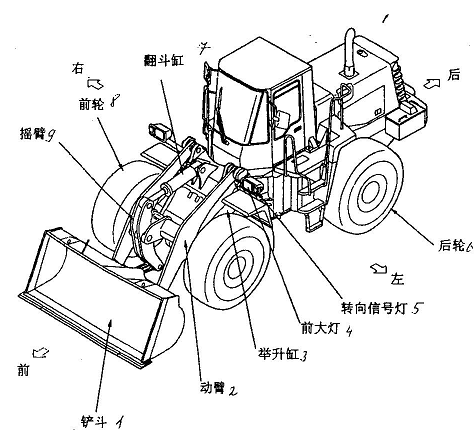 翻斗缸
7
1
右
后
前轮 8
摇臂 9
后轮 6
左
转向信号灯 5
前大灯 4
前
举升缸 3
动臂 2
铲斗 1